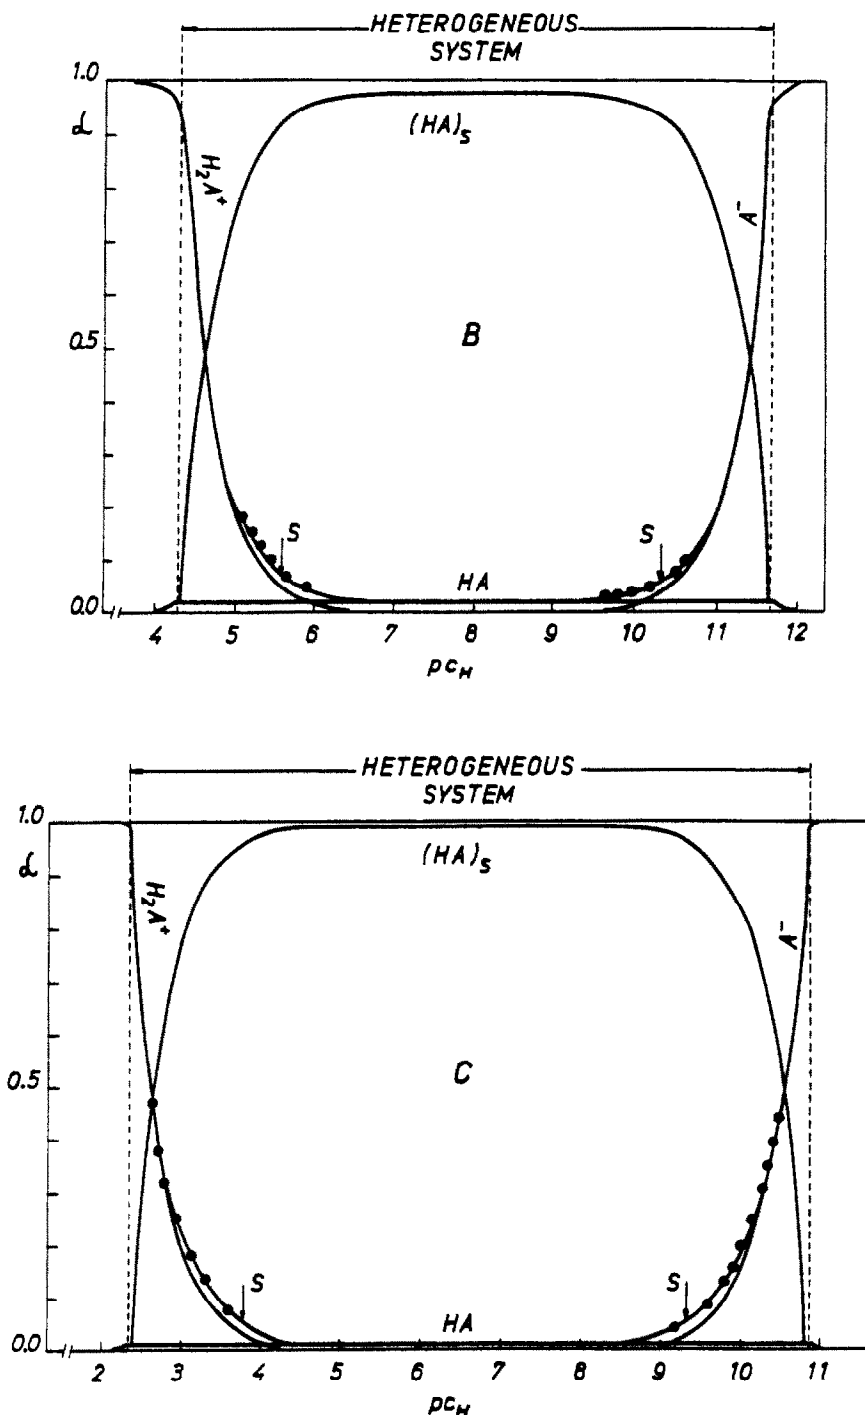 HETEROGENEOUS
SYSTEM
1.0
α
H₂A⁺
(HA)ₛ
A⁻
0.5
B
S
S
HA
0.0
4 5 6 7 8 9 10 11 12
pc_H
HETEROGENEOUS
SYSTEM
1.0
α
H₂A⁺
(HA)ₛ
A⁻
0.5
C
S
S
HA
0.0
2 3 4 5 6 7 8 9 10 11
pc_H